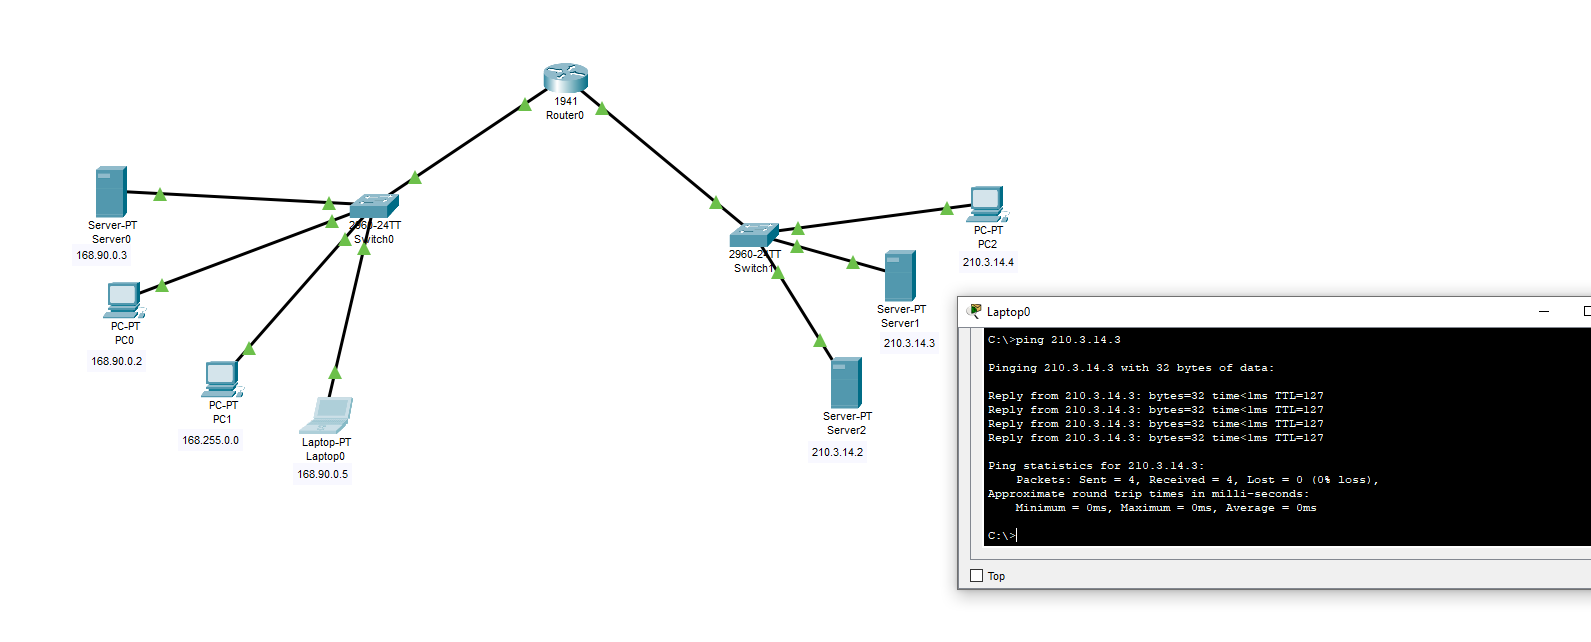 1941
Router0
Server-PT
Server0
168.90.0.3
2960-24TT
Switch0
PC-PT
PC0
168.90.0.2
PC-PT
PC1
168.255.0.0
Laptop-PT
Laptop0
168.90.0.5
2960-24TT
Switch1
PC-PT
PC2
210.3.14.4
Server-PT
Server1
210.3.14.3
Server-PT
Server2
210.3.14.2
Laptop0
C:\>ping 210.3.14.3
Pinging 210.3.14.3 with 32 bytes of data:
Reply from 210.3.14.3: bytes=32 time<1ms TTL=127
Reply from 210.3.14.3: bytes=32 time<1ms TTL=127
Reply from 210.3.14.3: bytes=32 time<1ms TTL=127
Reply from 210.3.14.3: bytes=32 time<1ms TTL=127
Ping statistics for 210.3.14.3:
Packets: Sent = 4, Received = 4, Lost = 0 (0% loss),
Approximate round trip times in milli-seconds:
Minimum = 0ms, Maximum = 0ms, Average = 0ms
C:\>
Top